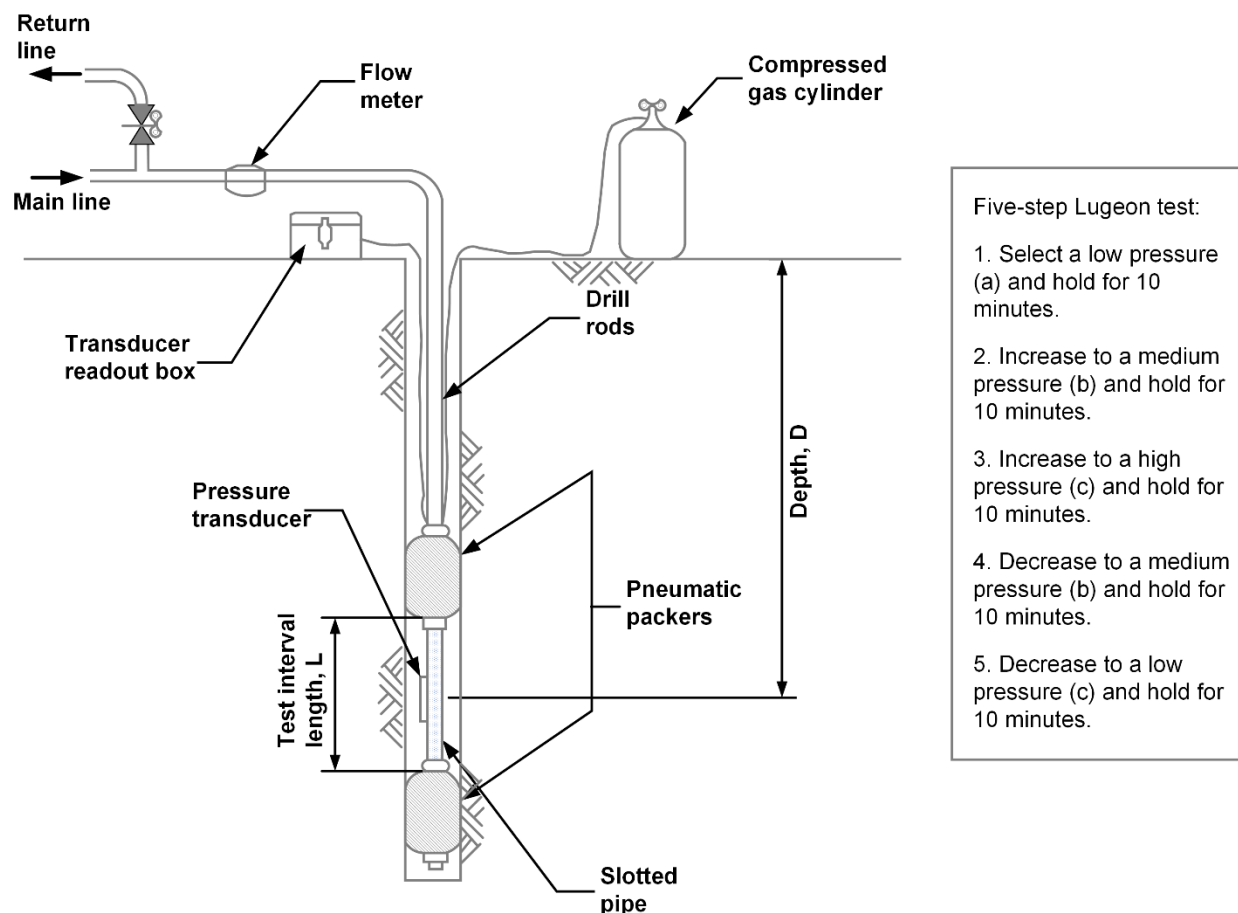 Return
line
Flow
meter
Compressed
gas cylinder
Main line
Transducer
readout box
Drill
rods
Depth, D
Pressure
transducer
Pneumatic
packers
Test interval
length, L
Slotted
pipe
Five-step Lugeon test:
1. Select a low pressure
(a) and hold for 10
minutes.
2. Increase to a medium
pressure (b) and hold for
10 minutes.
3. Increase to a high
pressure (c) and hold for
10 minutes.
4. Decrease to a medium
pressure (b) and hold for
10 minutes.
5. Decrease to a low
pressure (c) and hold for
10 minutes.